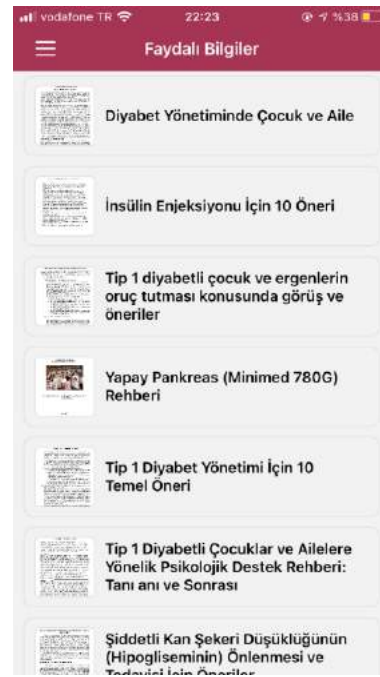 vodafone TR 22:23 %38
Faydalı Bilgiler
Diyabet Yönetiminde Çocuk ve Aile
İnsülin Enjeksiyonu İçin 10 Öneri
Tip 1 diyabetli çocuk ve ergenlerin
oruç tutması konusunda görüş ve
öneriler
Yapay Pankreas (Minimed 780G)
Rehberi
Tip 1 Diyabet Yönetimi İçin 10
Temel Öneri
Tip 1 Diyabetli Çocuklar ve Ailelere
Yönelik Psikolojik Destek Rehberi:
Tanı anı ve Sonrası
Şiddetli Kan Şekeri Düşüklüğünün
(Hipogliseminin) Önlenmesi ve
Tedavisi İçin Öneriler